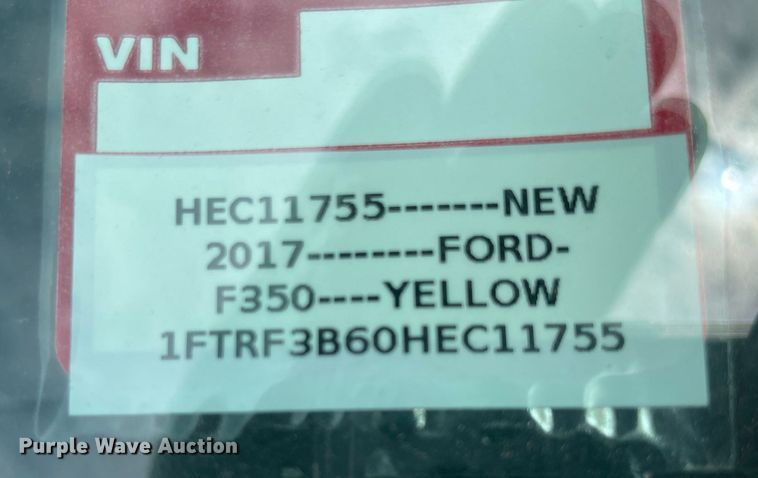 VIN
HEC11755-------NEW
2017--------FORD-
F350----YELLOW
1FTRF3B60HEC11755
Purple Wave Auction